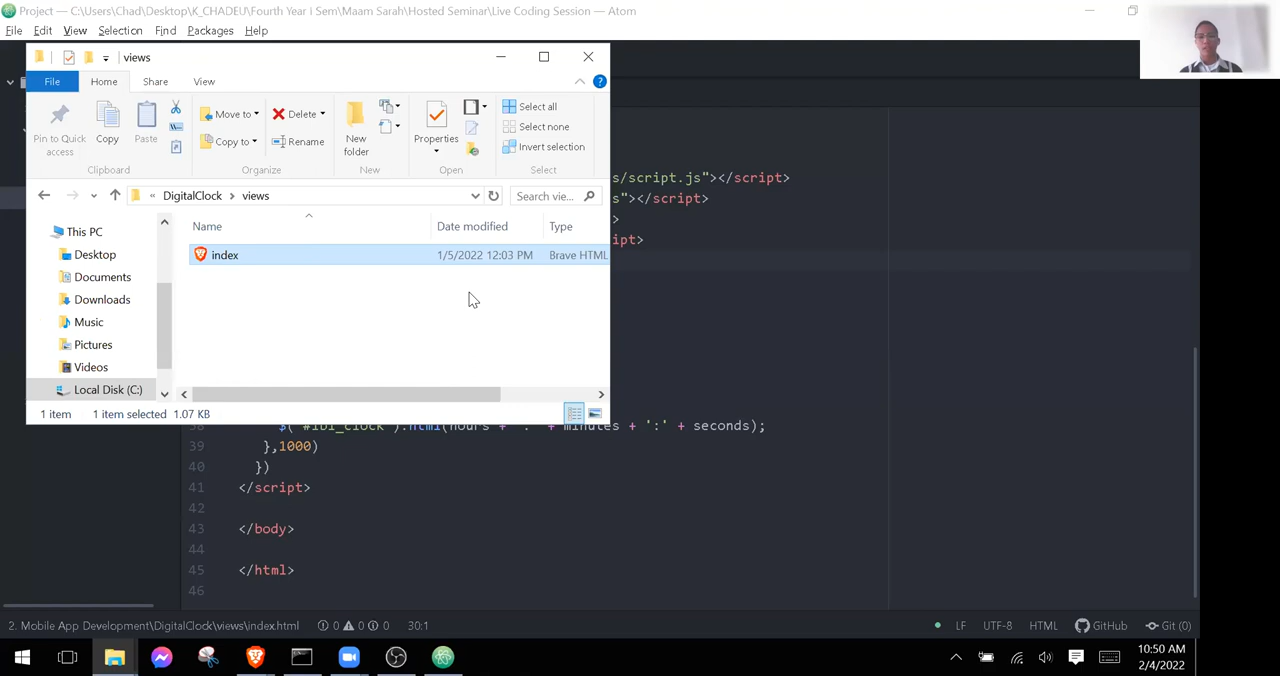 Project — C:\Users\Chad\Desktop\K_CHADEU\Fourth Year I Sem\Maam Sarah\Hosted Seminar\Live Coding Session — Atom
File Edit View Selection Find Packages Help
views
File Home Share View
Pin to Quick access
Copy
Paste
Move to
Copy to
Delete
Rename
New folder
Properties
Select all
Select none
Invert selection
Clipboard Organize New Open Select
« DigitalClock views
Search vie...
Name Date modified Type
This PC
Desktop
Documents
Downloads
Music
Pictures
Videos
Local Disk (C:)
index 1/5/2022 12:03 PM Brave HTML
1 item 1 item selected 1.07 KB
s/script.js"></script>
s"></script>
>
ipt>
38 minutes + ':' + seconds);
39 },1000)
40 })
41 </script>
42
43 </body>
44
45 </html>
46
2. Mobile App Development\DigitalClock\views\index.html 0 0 0 30:1
LF UTF-8 HTML GitHub Git (0)
10:50 AM
2/4/2022